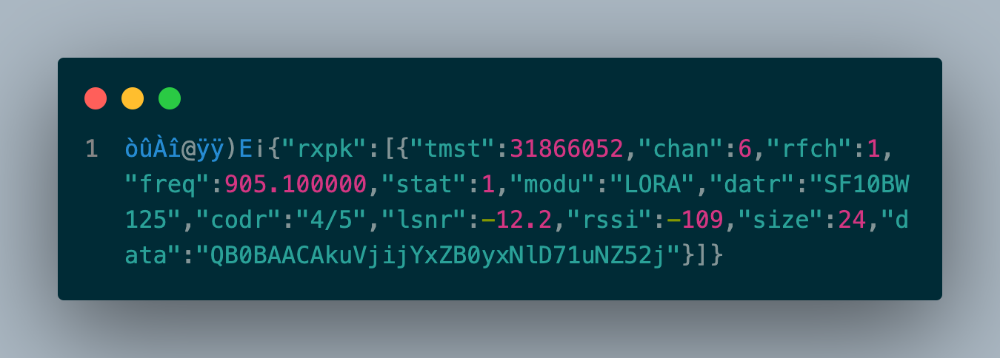 1 òûÀî@ÿÿ)E¡{"rxpk":[{"tmst":31866052,"chan":6,"rfch":1,
"freq":905.100000,"stat":1,"modu":"LORA","datr":"SF10BW
125","codr":"4/5","lsnr":-12.2,"rssi":-109,"size":24,"d
ata":"QB0BAACAkuVjijYxZB0yxNlD71uNZ52j"}]}